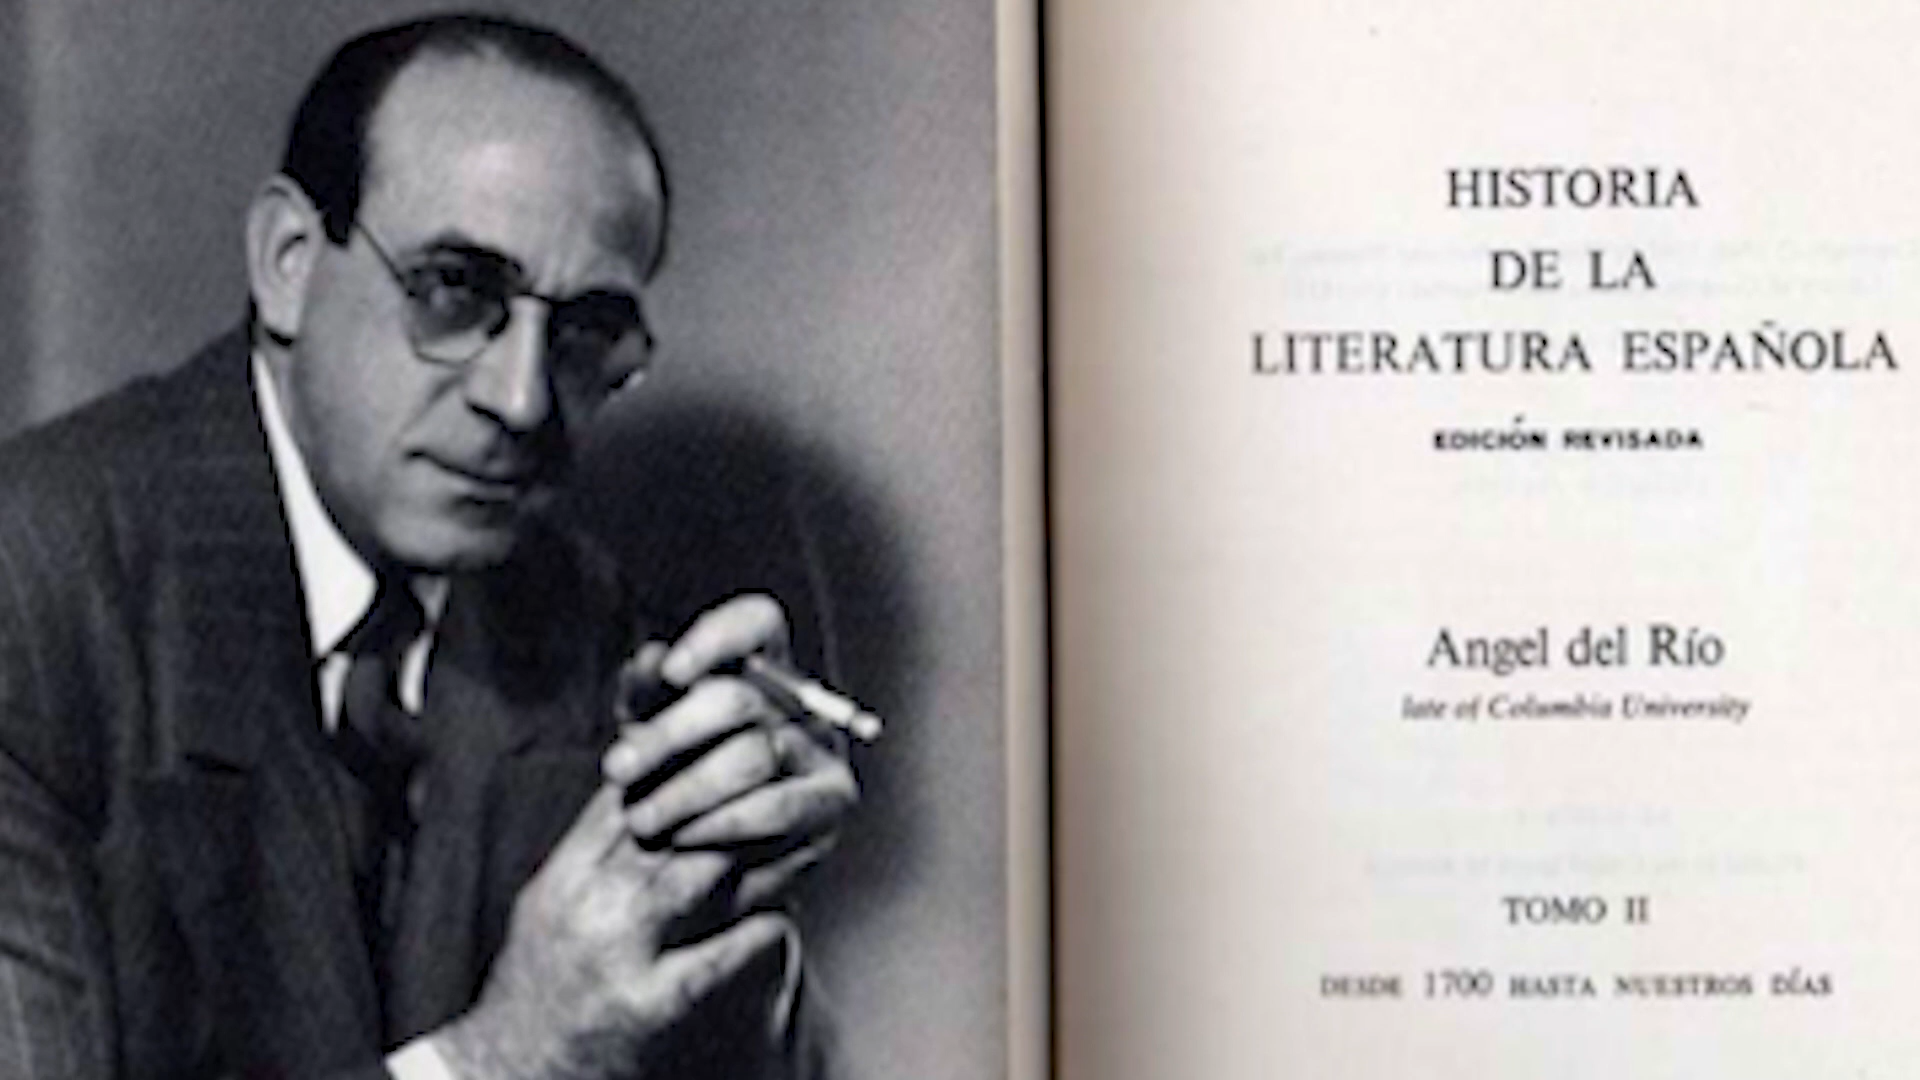 HISTORIA
DE LA
LITERATURA ESPAÑOLA
EDICIÓN REVISADA
Angel del Río
late of Columbia University
TOMO II
DESDE 1700 HASTA NUESTROS DÍAS